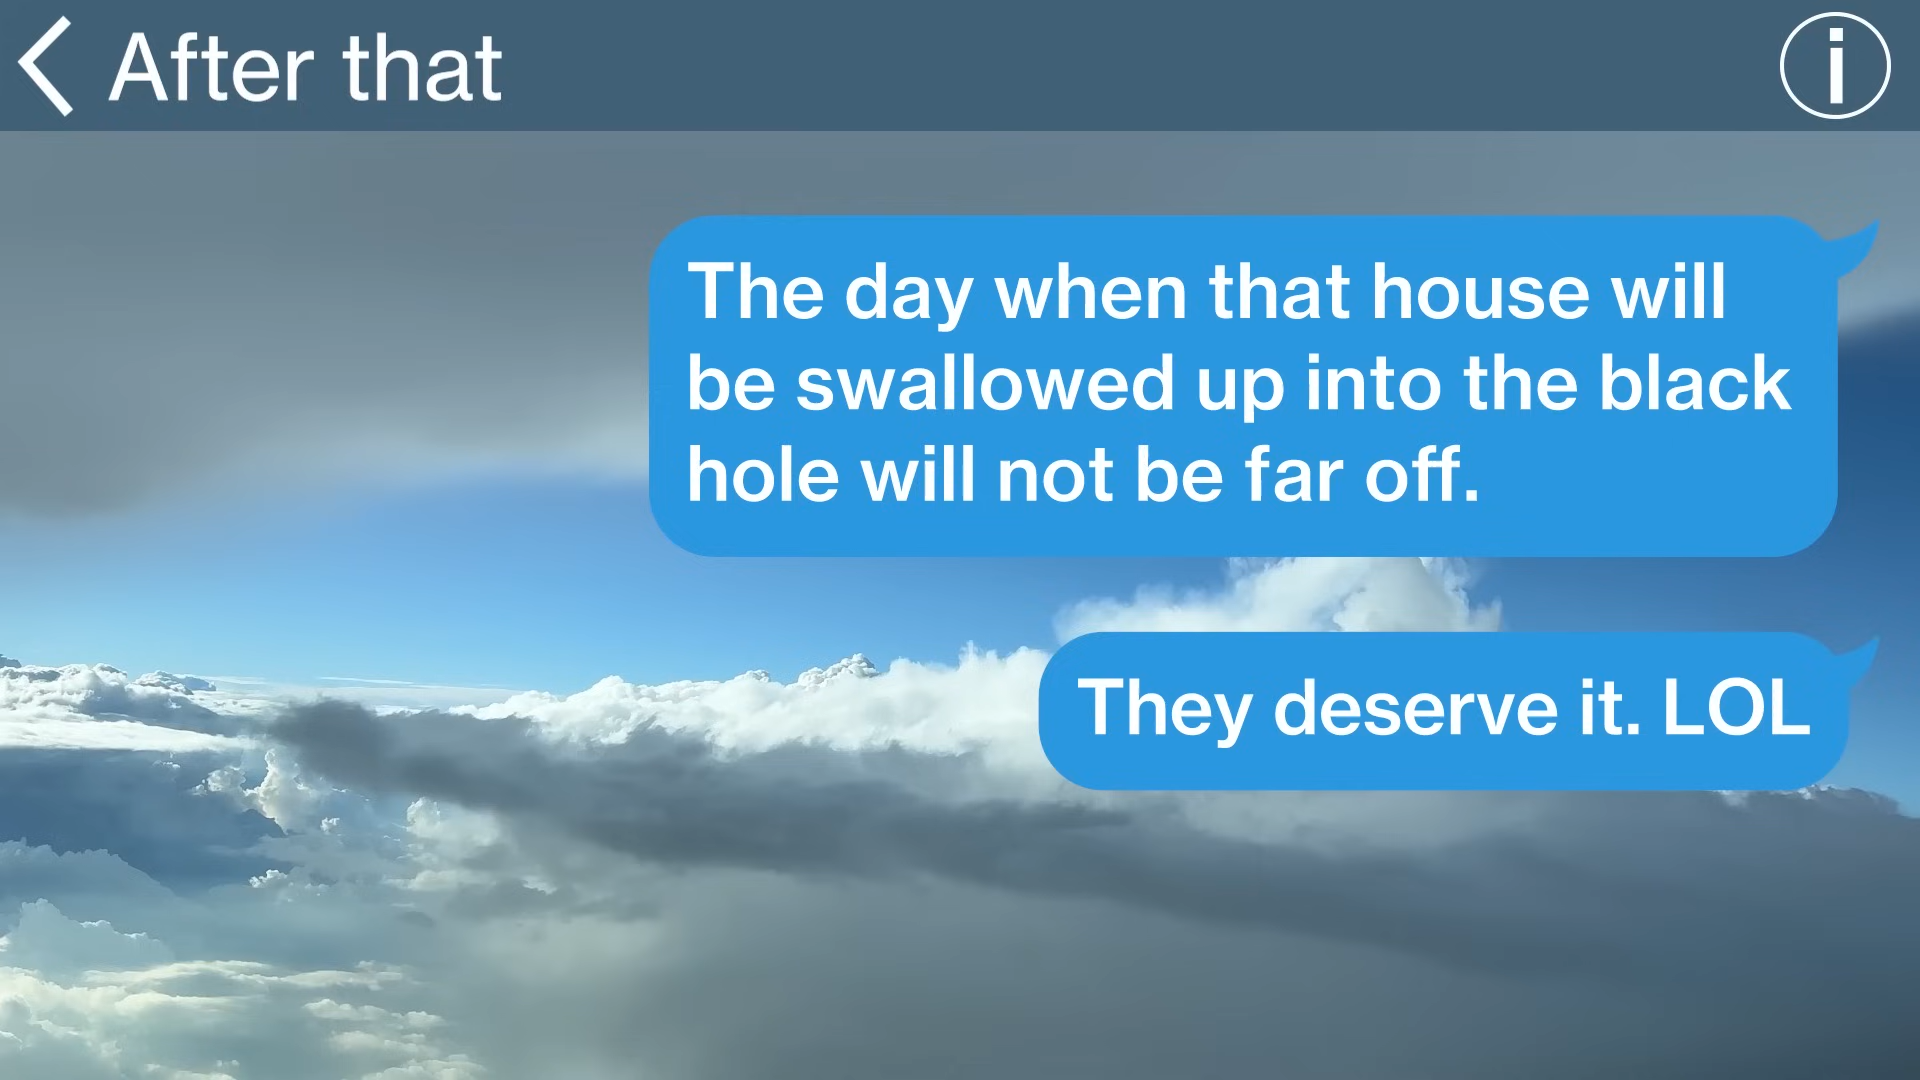 After that
The day when that house will
be swallowed up into the black
hole will not be far off.
They deserve it. LOL